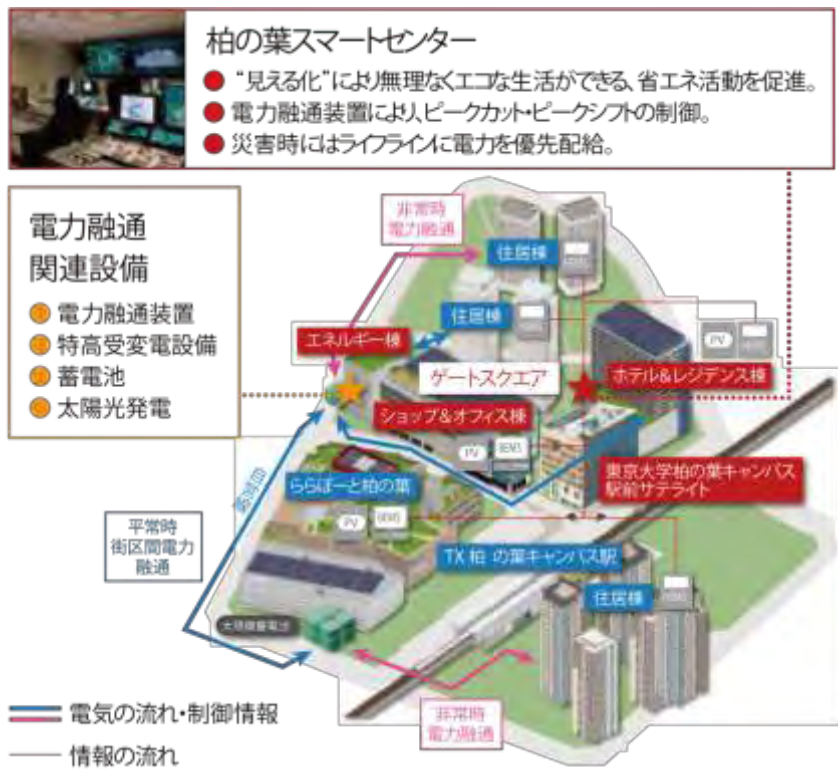 柏の葉スマートセンター
● “見える化”により無理なくエコな生活ができる、省エネ活動を促進。
● 電力融通装置により、ピークカット・ピークシフトの制御。
● 災害時にはライフラインに電力を優先配給。
電力融通
関連設備
電力融通装置
特高受変電設備
蓄電池
太陽光発電
非常時
電力融通
住居棟
住居棟
エネルギー棟
PV
ゲートスクエア
ホテル&レジデンス棟
ショップ&オフィス棟
PV
BEMS
東京大学柏の葉キャンパス
駅前サテライト
ららぽーと柏の葉
PV
BEMS
平常時
街区間電力
融通
TX 柏 の葉キャンパス駅
住居棟
非常時
電力融通
電気の流れ・制御情報
情報の流れ